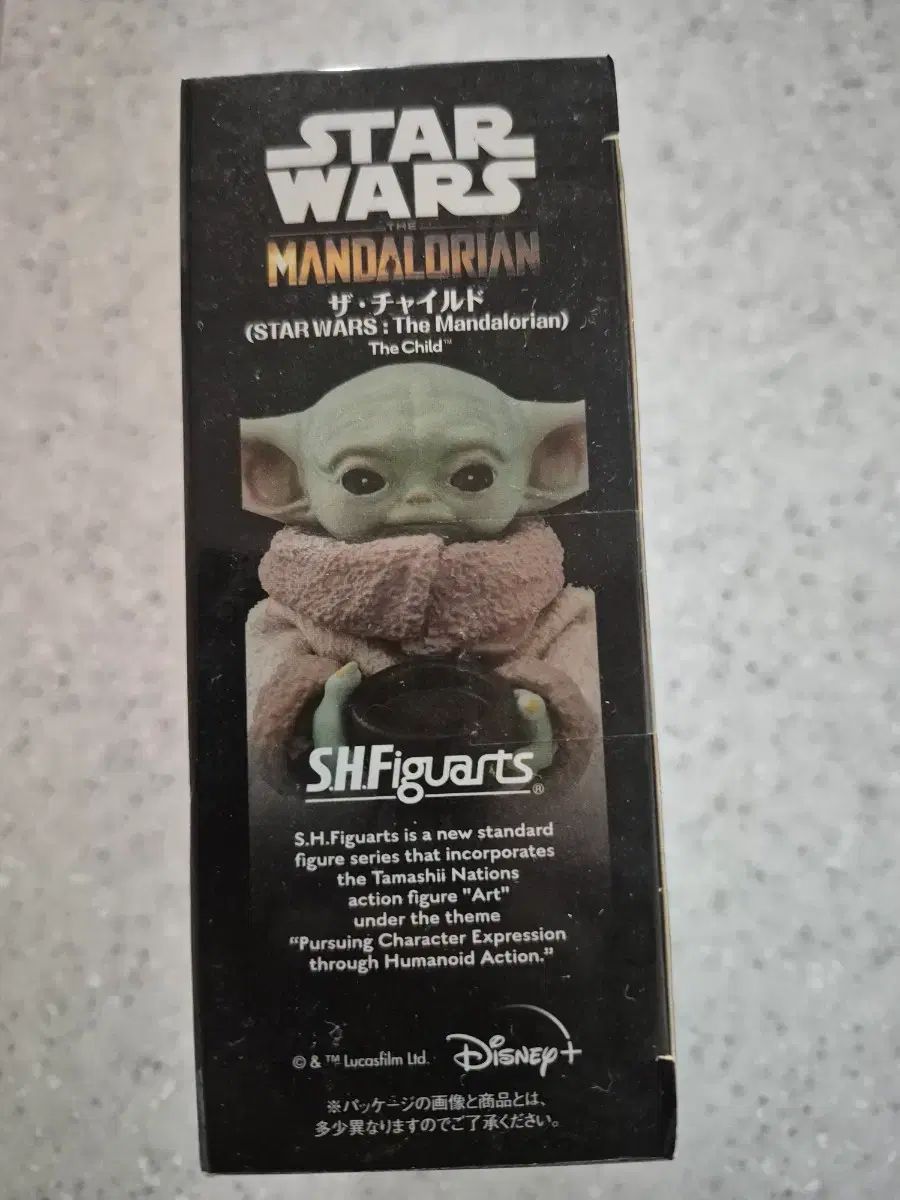 STAR
WARS
THE
MANDALORIAN
ザ・チャイルド
(STAR WARS : The Mandalorian)
The Child™
S.H.Figuarts®
S.H.Figuarts is a new standard
figure series that incorporates
the Tamashii Nations
action figure "Art"
under the theme
“Pursuing Character Expression
through Humanoid Action.”
© & ™ Lucasfilm Ltd. Disney+
※パッケージの画像と商品とは、
多少異なりますのでご了承ください。